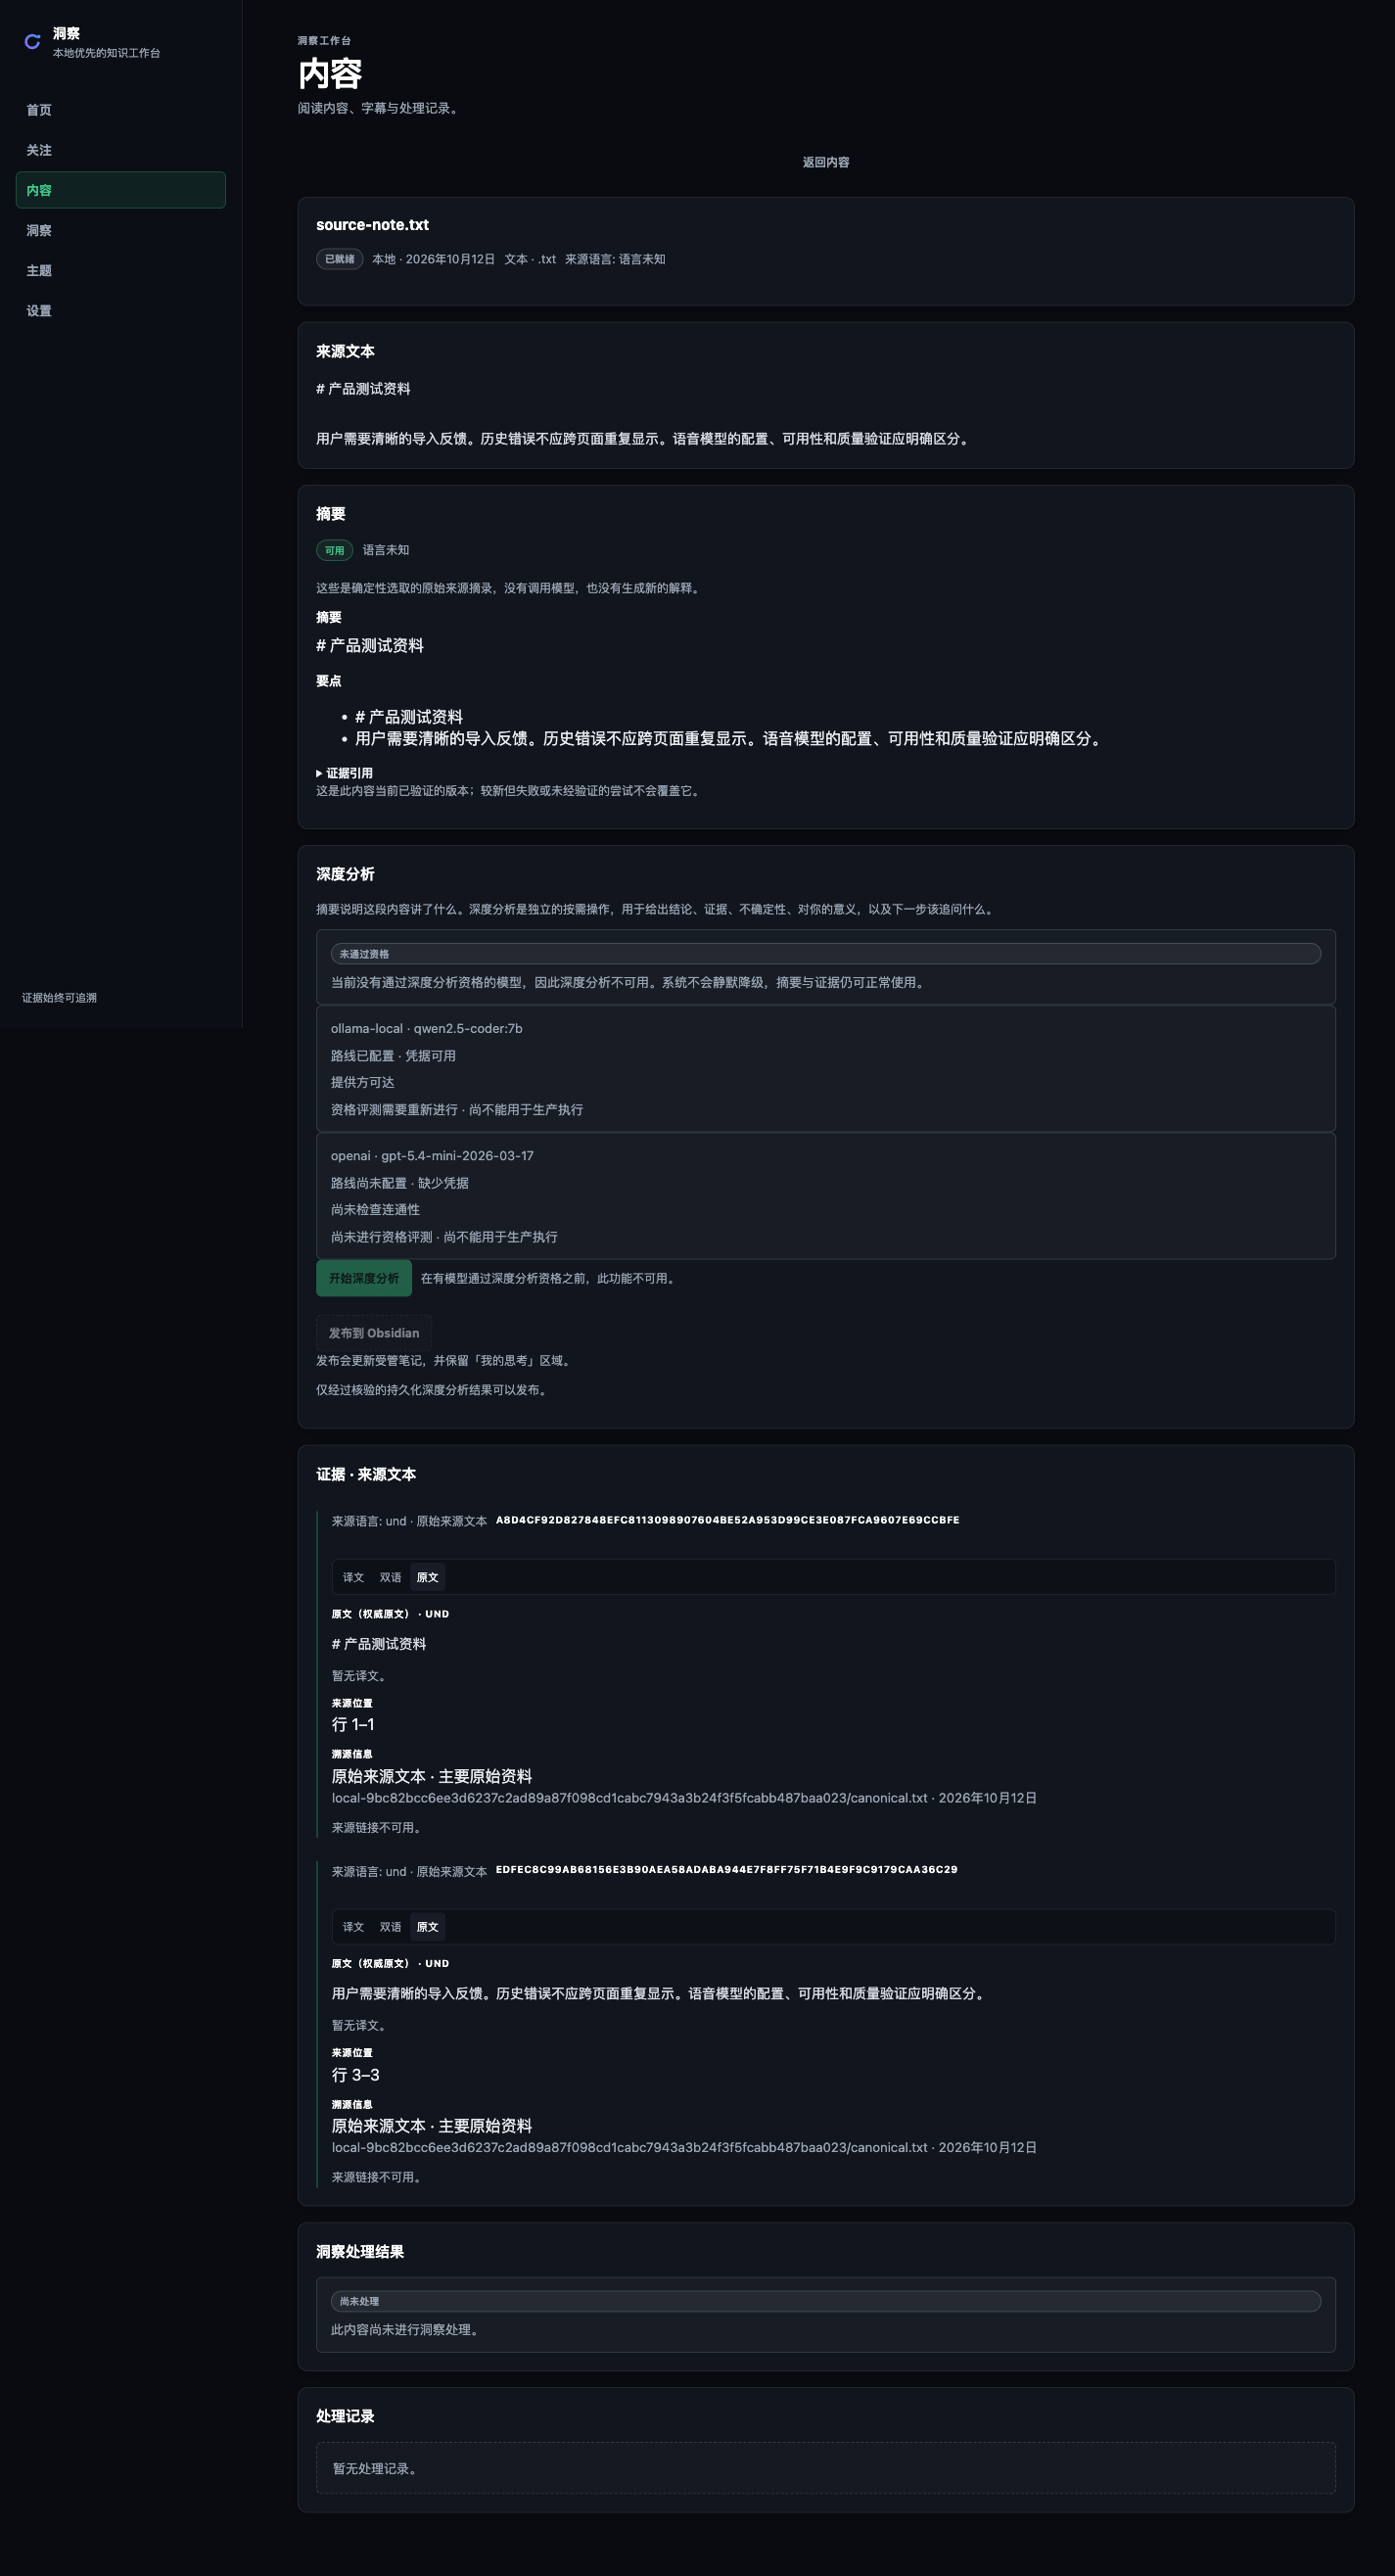 洞察
本地优先的知识工作台
首页
关注
内容
洞察
主题
设置
证据始终可追溯
洞察工作台
内容
阅读内容、字幕与处理记录。
返回内容
source-note.txt
已就绪 本地 · 2026年10月12日 文本 · .txt 来源语言: 语言未知
来源文本
# 产品测试资料
用户需要清晰的导入反馈。历史错误不应跨页面重复显示。语音模型的配置、可用性和质量验证应明确区分。
摘要
可用 语言未知
这些是确定性选取的原始来源摘录，没有调用模型，也没有生成新的解释。
摘要
# 产品测试资料
要点
• # 产品测试资料
• 用户需要清晰的导入反馈。历史错误不应跨页面重复显示。语音模型的配置、可用性和质量验证应明确区分。
▶ 证据引用
这是此内容当前已验证的版本；较新但失败或未经验证的尝试不会覆盖它。
深度分析
摘要说明这段内容讲了什么。深度分析是独立的按需操作，用于给出结论、证据、不确定性、对你的意义，以及下一步该追问什么。
未通过资格
当前没有通过深度分析资格的模型，因此深度分析不可用。系统不会静默降级，摘要与证据仍可正常使用。
ollama-local · qwen2.5-coder:7b
路线已配置 · 凭据可用
提供方可达
资格评测需要重新进行 · 尚不能用于生产执行
openai · gpt-5.4-mini-2026-03-17
路线尚未配置 · 缺少凭据
尚未检查连通性
尚未进行资格评测 · 尚不能用于生产执行
开始深度分析 在有模型通过深度分析资格之前，此功能不可用。
发布到 Obsidian
发布会更新受管笔记，并保留「我的思考」区域。
仅经过核验的持久化深度分析结果可以发布。
证据 · 来源文本
来源语言: und · 原始来源文本 A8D4CF92D827848EFC8113098907604BE52A953D99CE3E087FCA9607E69CCBFE
译文 双语 原文
原文（权威原文） · UND
# 产品测试资料
暂无译文。
来源位置
行 1–1
溯源信息
原始来源文本 · 主要原始资料
local-9bc82bcc6ee3d6237c2ad89a87f098cd1cabc7943a3b24f3f5fcabb487baa023/canonical.txt · 2026年10月12日
来源链接不可用。
来源语言: und · 原始来源文本 EDFEC8C99AB68156E3B90AEA58ADABA944E7F8FF75F71B4E9F9C9179CAA36C29
译文 双语 原文
原文（权威原文） · UND
用户需要清晰的导入反馈。历史错误不应跨页面重复显示。语音模型的配置、可用性和质量验证应明确区分。
暂无译文。
来源位置
行 3–3
溯源信息
原始来源文本 · 主要原始资料
local-9bc82bcc6ee3d6237c2ad89a87f098cd1cabc7943a3b24f3f5fcabb487baa023/canonical.txt · 2026年10月12日
来源链接不可用。
洞察处理结果
尚未处理
此内容尚未进行洞察处理。
处理记录
暂无处理记录。